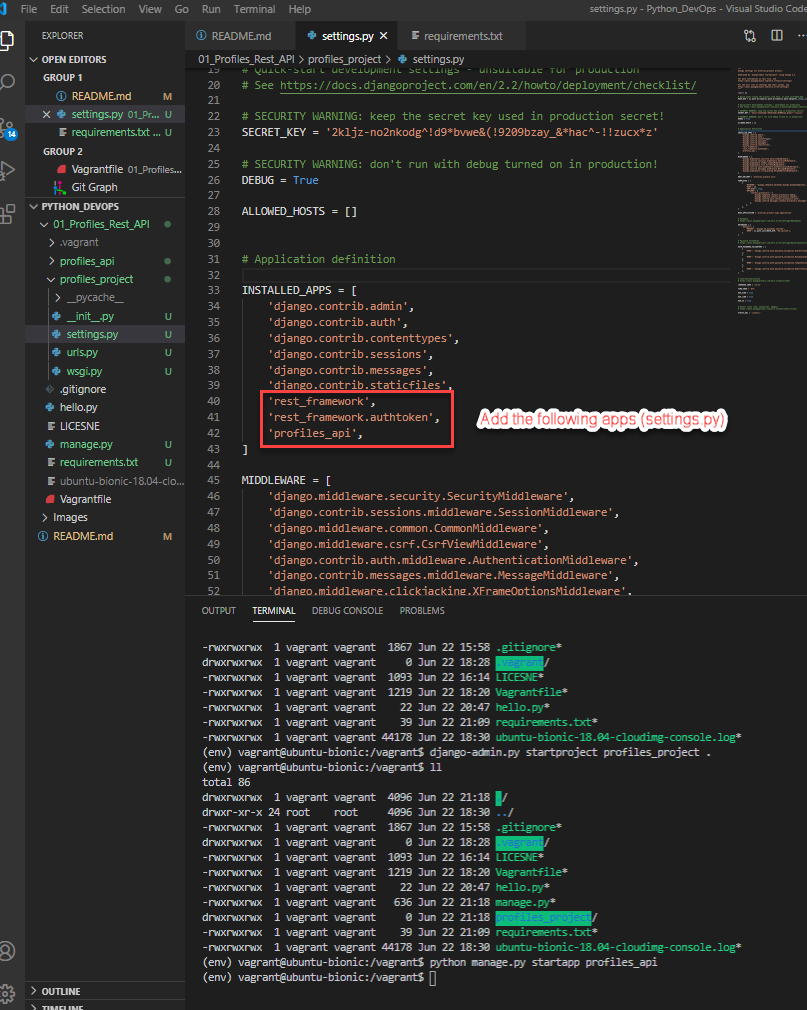 File Edit Selection View Go Run Terminal Help
settings.py - Python_DevOps - Visual Studio Code
EXPLORER
OPEN EDITORS
GROUP 1
README.md M
settings.py 01_Pr... U
requirements.txt ... U
GROUP 2
Vagrantfile 01_Profiles...
Git Graph
PYTHON_DEVOPS
01_Profiles_Rest_API
.vagrant
profiles_api
profiles_project
__pycache__
__init__.py U
settings.py U
urls.py U
wsgi.py U
.gitignore
hello.py
LICESNE
manage.py U
requirements.txt U
ubuntu-bionic-18.04-clo...
Vagrantfile
Images
README.md M
OUTLINE
TIMELINE
14
README.md settings.py requirements.txt
01_Profiles_Rest_API > profiles_project > settings.py
19 # Quick-start development settings - unsuitable for production
20 # See https://docs.djangoproject.com/en/2.2/howto/deployment/checklist/
21
22 # SECURITY WARNING: keep the secret key used in production secret!
23 SECRET_KEY = '2kljz-no2nkodg^!d9*bvwe&(!9209bzay_&*hac^-!!zucx*z'
24
25 # SECURITY WARNING: don't run with debug turned on in production!
26 DEBUG = True
27
28 ALLOWED_HOSTS = []
29
30
31 # Application definition
32
33 INSTALLED_APPS = [
34 'django.contrib.admin',
35 'django.contrib.auth',
36 'django.contrib.contenttypes',
37 'django.contrib.sessions',
38 'django.contrib.messages',
39 'django.contrib.staticfiles',
40 'rest_framework',
41 'rest_framework.authtoken',
42 'profiles_api',
43 ]
Add the following apps (settings.py)
44
45 MIDDLEWARE = [
46 'django.middleware.security.SecurityMiddleware',
47 'django.contrib.sessions.middleware.SessionMiddleware',
48 'django.middleware.common.CommonMiddleware',
49 'django.middleware.csrf.CsrfViewMiddleware',
50 'django.contrib.auth.middleware.AuthenticationMiddleware',
51 'django.contrib.messages.middleware.MessageMiddleware',
52 'django.middleware.clickjacking.XFrameOptionsMiddleware',
OUTPUT TERMINAL DEBUG CONSOLE PROBLEMS
-rwxrwxrwx 1 vagrant vagrant 1867 Jun 22 15:58 .gitignore*
drwxrwxrwx 1 vagrant vagrant 0 Jun 22 18:28 .vagrant/
-rwxrwxrwx 1 vagrant vagrant 1093 Jun 22 16:14 LICESNE*
-rwxrwxrwx 1 vagrant vagrant 1219 Jun 22 18:20 Vagrantfile*
-rwxrwxrwx 1 vagrant vagrant 22 Jun 22 20:47 hello.py*
-rwxrwxrwx 1 vagrant vagrant 39 Jun 22 21:09 requirements.txt*
-rwxrwxrwx 1 vagrant vagrant 44178 Jun 22 18:30 ubuntu-bionic-18.04-cloudimg-console.log*
(env) vagrant@ubuntu-bionic:/vagrant$ django-admin.py startproject profiles_project .
(env) vagrant@ubuntu-bionic:/vagrant$ ll
total 86
drwxrwxrwx 1 vagrant vagrant 4096 Jun 22 21:18 ./
drwxr-xr-x 24 root root 4096 Jun 22 18:30 ../
-rwxrwxrwx 1 vagrant vagrant 1867 Jun 22 15:58 .gitignore*
drwxrwxrwx 1 vagrant vagrant 0 Jun 22 18:28 .vagrant/
-rwxrwxrwx 1 vagrant vagrant 1093 Jun 22 16:14 LICESNE*
-rwxrwxrwx 1 vagrant vagrant 1219 Jun 22 18:20 Vagrantfile*
-rwxrwxrwx 1 vagrant vagrant 22 Jun 22 20:47 hello.py*
-rwxrwxrwx 1 vagrant vagrant 636 Jun 22 21:18 manage.py*
drwxrwxrwx 1 vagrant vagrant 0 Jun 22 21:18 profiles_project/
-rwxrwxrwx 1 vagrant vagrant 39 Jun 22 21:09 requirements.txt*
-rwxrwxrwx 1 vagrant vagrant 44178 Jun 22 18:30 ubuntu-bionic-18.04-cloudimg-console.log*
(env) vagrant@ubuntu-bionic:/vagrant$ python manage.py startapp profiles_api
(env) vagrant@ubuntu-bionic:/vagrant$